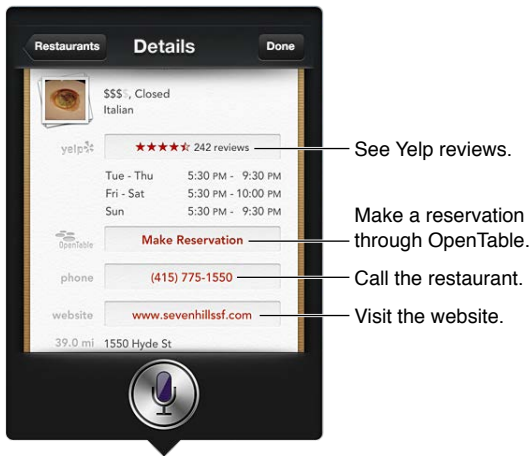 Restaurants Details Done
$$$$, Closed
Italian
yelp 242 reviews
See Yelp reviews.
Tue - Thu 5:30 PM - 9:30 PM
Fri - Sat 5:30 PM - 10:00 PM
Sun 5:30 PM - 9:30 PM
Make a reservation
OpenTable Make Reservation through OpenTable.
phone (415) 775-1550 Call the restaurant.
website www.sevenhillssf.com Visit the website.
39.0 mi 1550 Hyde St